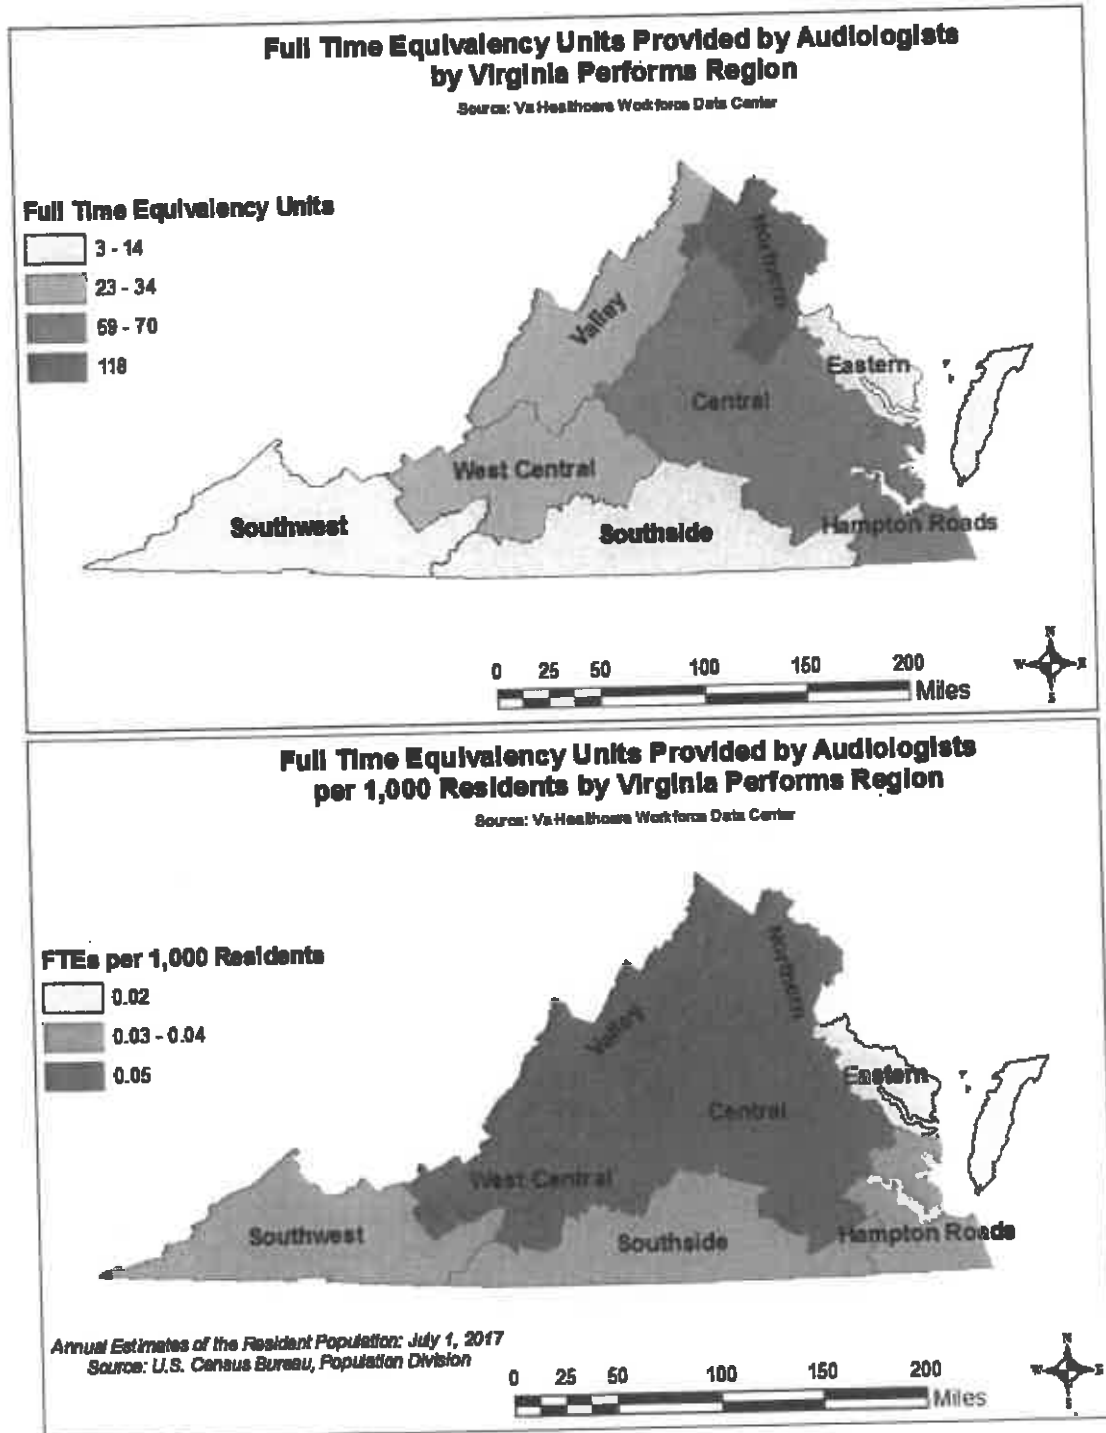 Full Time Equivalency Units Provided by Audiologists
by Virginia Performs Region
Source: Va Healthcare Workforce Data Center
Full Time Equivalency Units
3 - 14
23 - 34
59 - 70
118
Northern
Valley
Eastern
Central
West Central
Southwest
Southside
Hampton Roads
0 25 50 100 150 200
Miles
N
W E
S
Full Time Equivalency Units Provided by Audiologists
per 1,000 Residents by Virginia Performs Region
Source: Va Healthcare Workforce Data Center
FTEs per 1,000 Residents
0.02
0.03 - 0.04
0.05
Northern
Valley
Eastern
Central
West Central
Southwest
Southside
Hampton Roads
Annual Estimates of the Resident Population: July 1, 2017
Source: U.S. Census Bureau, Population Division
0 25 50 100 150 200
Miles
N
W E
S